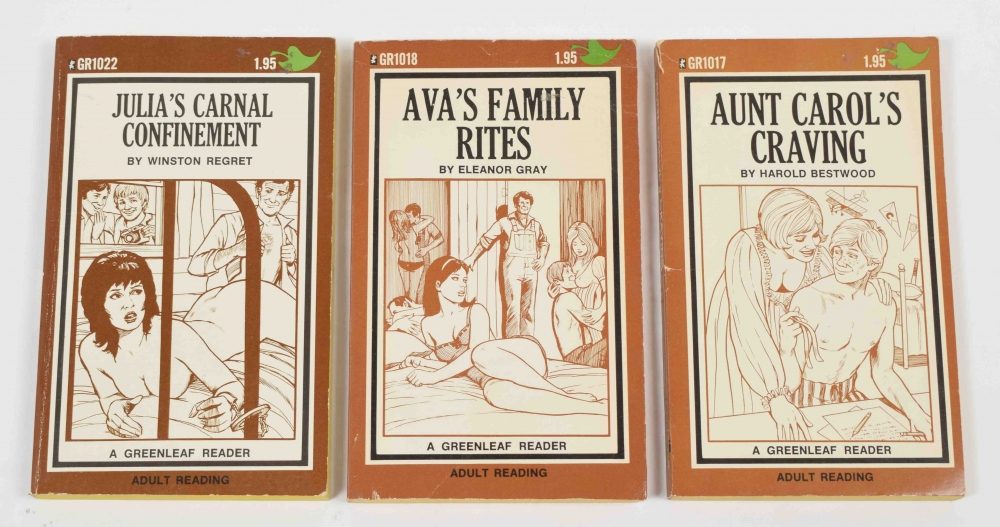 GR1022 1.95
JULIA'S CARNAL
CONFINEMENT
BY WINSTON REGRET
A GREENLEAF READER
ADULT READING
GR1018 1.95
AVA'S FAMILY
RITES
BY ELEANOR GRAY
A GREENLEAF READER
ADULT READING
GR1017 1.95
AUNT CAROL'S
CRAVING
BY HAROLD BESTWOOD
A GREENLEAF READER
ADULT READING